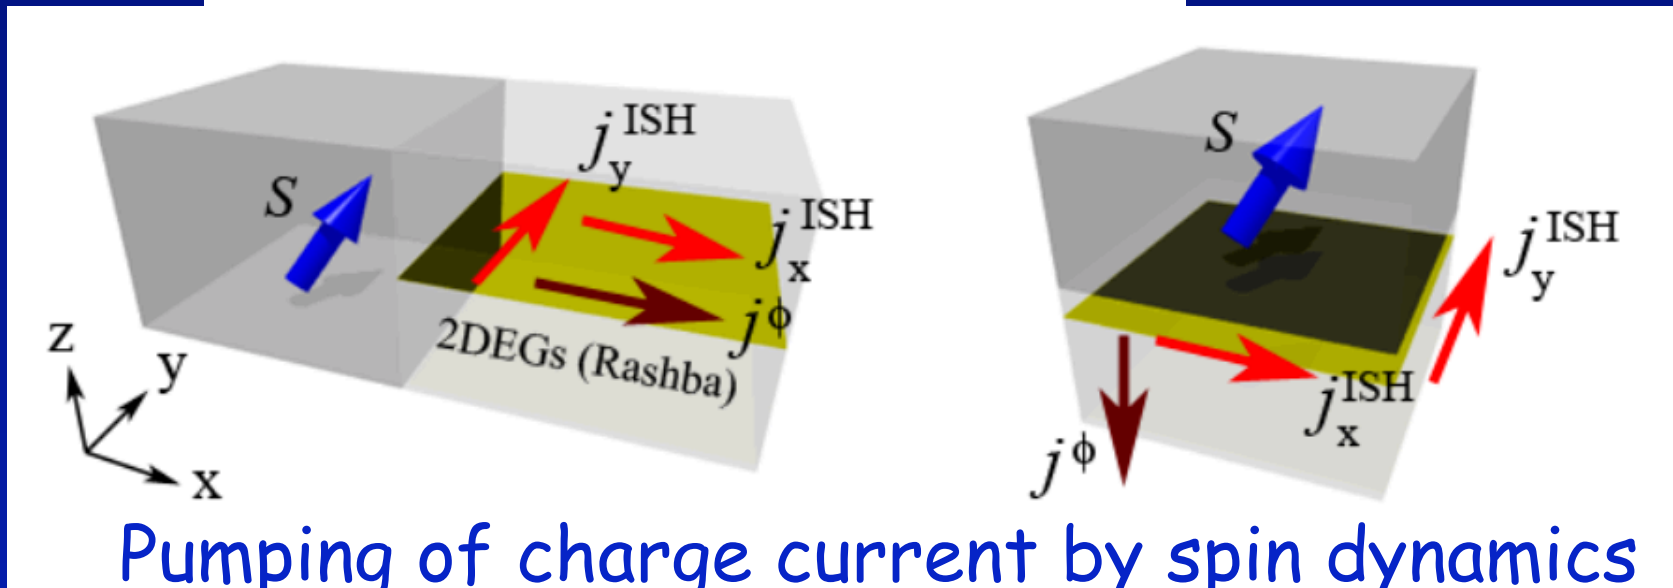 S
j_y^ISH
j_x^ISH
j^ϕ
2DEGs (Rashba)
z
y
x
S
j_y^ISH
j_x^ISH
j^ϕ
Pumping of charge current by spin dynamics